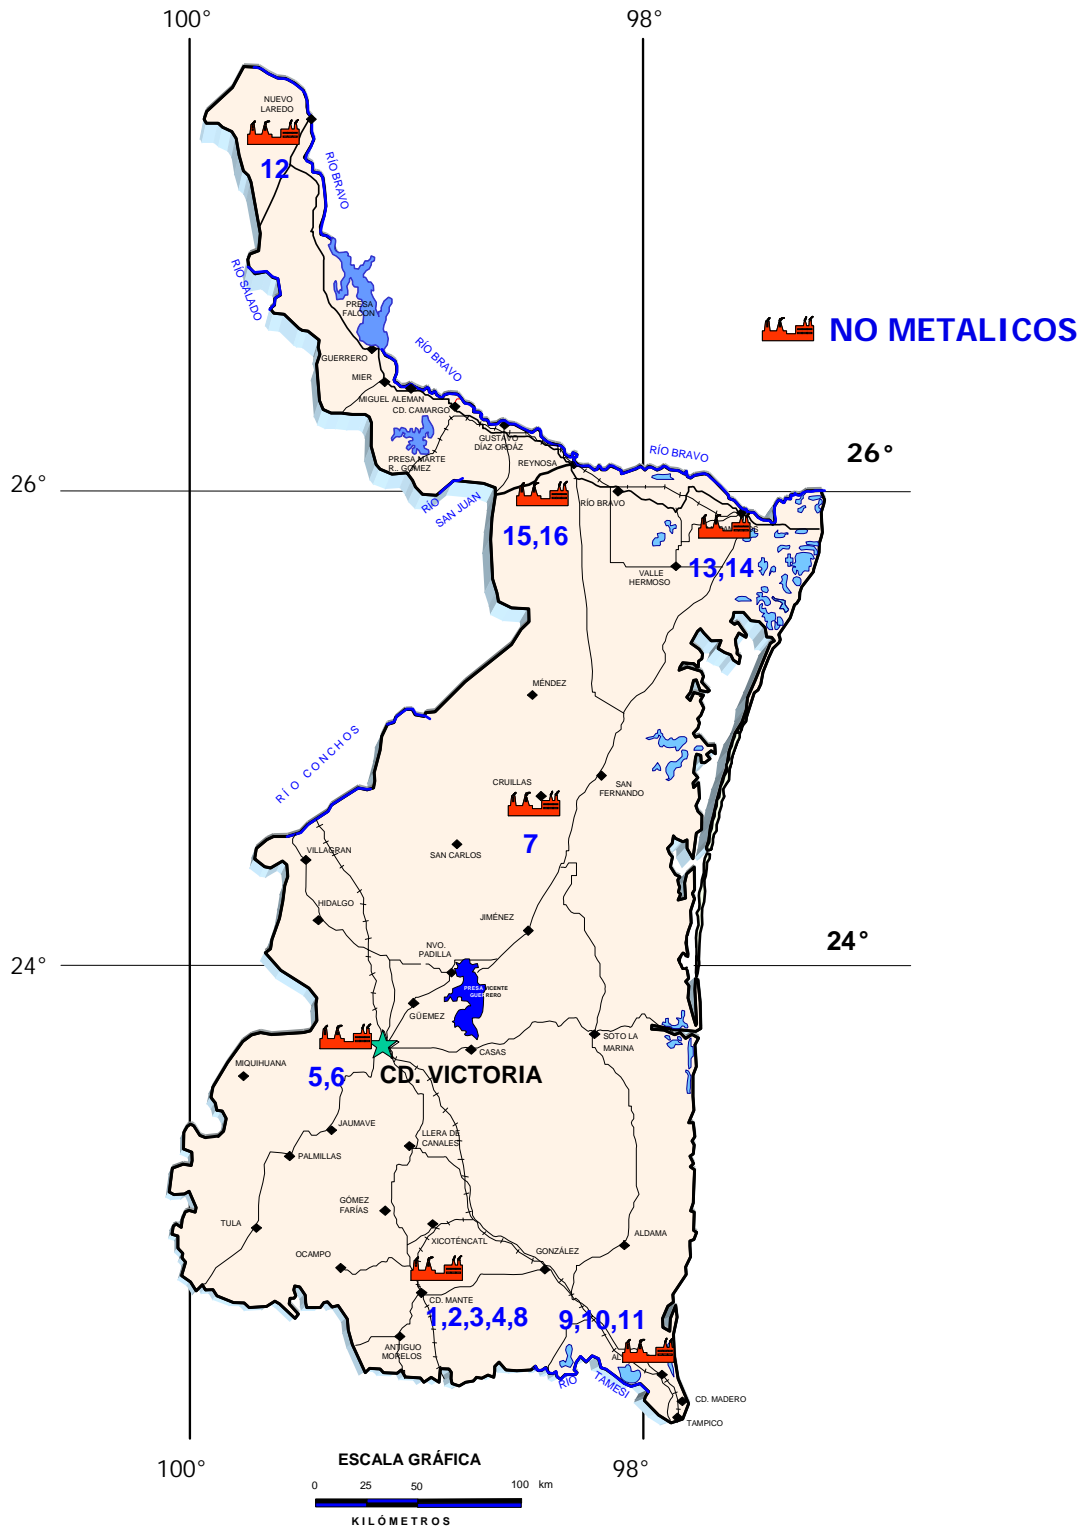 100°
98°
NUEVO
LAREDO
12
RÍO BRAVO
RÍO SALADO
PRESA
FALCON
NO METALICOS
GUERRERO
RÍO BRAVO
MIER
MIGUEL ALEMAN
CD. CAMARGO
GUSTAVO
DÍAZ ORDÁZ
PRESA MARTE
R.. GOMEZ
REYNOSA
RÍO BRAVO
26°
26°
RÍO
SAN JUAN
RÍO BRAVO
15,16
13,14
VALLE
HERMOSO
MÉNDEZ
RÍO CONCHOS
CRUILLAS
SAN
FERNANDO
7
VILLAGRAN
SAN CARLOS
HIDALGO
JIMÉNEZ
NVO.
PADILLA
24°
24°
PRESA VICENTE
GUERRERO
GÜEMEZ
SOTO LA
MARINA
CASAS
MIQUIHUANA
5,6
CD. VICTORIA
JAUMAVE
LLERA DE
CANALES
PALMILLAS
GÓMEZ
FARÍAS
TULA
XICOTÉNCATL
ALDAMA
OCAMPO
GONZÁLEZ
CD. MANTE
1,2,3,4,8
9,10,11
ANTIGUO
MORELOS
AL
RÍO
TAMESI
CD. MADERO
TAMPICO
100°
98°
ESCALA GRÁFICA
0 25 50 100 km
KILÓMETROS